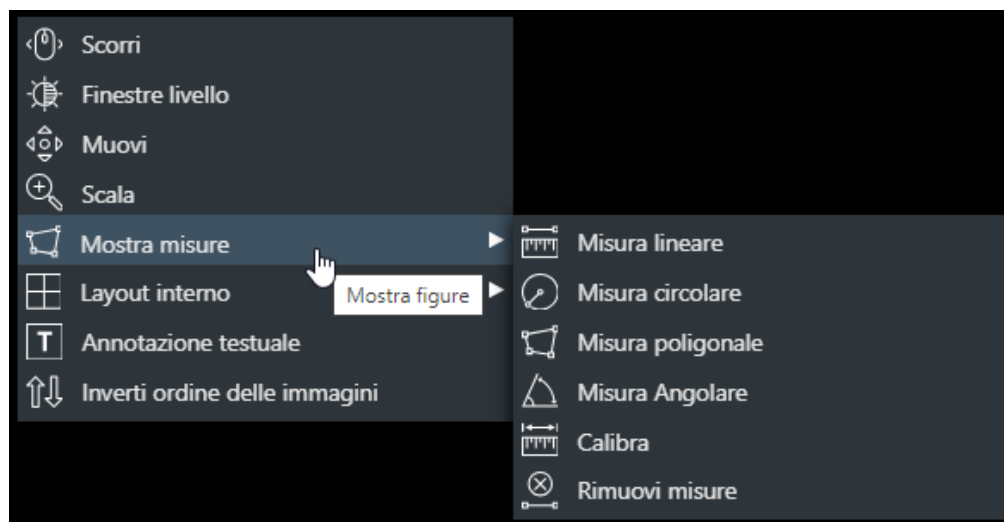 Scorri
Finestre livello
Muovi
Scala
Mostra misure
Mostra figure
Layout interno
T Annotazione testuale
Inverti ordine delle immagini
Misura lineare
Misura circolare
Misura poligonale
Misura Angolare
Calibra
Rimuovi misure